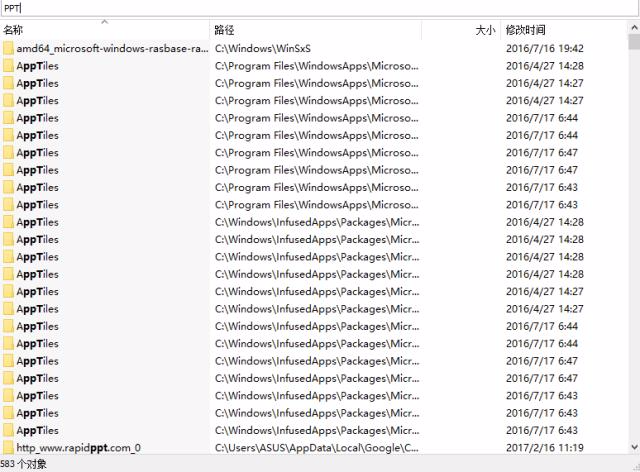 PPT
名称 路径 大小 修改时间
amd64_microsoft-windows-rasbase-ra... C:\Windows\WinSxS 2016/7/16 19:42
AppTiles C:\Program Files\WindowsApps\Microso... 2016/4/27 14:28
AppTiles C:\Program Files\WindowsApps\Microso... 2016/4/27 14:27
AppTiles C:\Program Files\WindowsApps\Microso... 2016/4/27 14:27
AppTiles C:\Program Files\WindowsApps\Microso... 2016/7/17 6:44
AppTiles C:\Program Files\WindowsApps\Microso... 2016/7/17 6:44
AppTiles C:\Program Files\WindowsApps\Microso... 2016/7/17 6:47
AppTiles C:\Program Files\WindowsApps\Microso... 2016/7/17 6:47
AppTiles C:\Program Files\WindowsApps\Microso... 2016/7/17 6:43
AppTiles C:\Program Files\WindowsApps\Microso... 2016/7/17 6:43
AppTiles C:\Windows\InfusedApps\Packages\Micr... 2016/4/27 14:28
AppTiles C:\Windows\InfusedApps\Packages\Micr... 2016/4/27 14:28
AppTiles C:\Windows\InfusedApps\Packages\Micr... 2016/4/27 14:28
AppTiles C:\Windows\InfusedApps\Packages\Micr... 2016/4/27 14:28
AppTiles C:\Windows\InfusedApps\Packages\Micr... 2016/4/27 14:27
AppTiles C:\Windows\InfusedApps\Packages\Micr... 2016/4/27 14:27
AppTiles C:\Windows\InfusedApps\Packages\Micr... 2016/7/17 6:44
AppTiles C:\Windows\InfusedApps\Packages\Micr... 2016/7/17 6:44
AppTiles C:\Windows\InfusedApps\Packages\Micr... 2016/7/17 6:47
AppTiles C:\Windows\InfusedApps\Packages\Micr... 2016/7/17 6:47
AppTiles C:\Windows\InfusedApps\Packages\Micr... 2016/7/17 6:43
AppTiles C:\Windows\InfusedApps\Packages\Micr... 2016/7/17 6:43
AppTiles C:\Windows\InfusedApps\Packages\Micr... 2016/7/17 6:43
http_www.rapidppt.com_0 C:\Users\ASUS\AppData\Local\Google\C... 2017/2/16 11:19
583 个对象